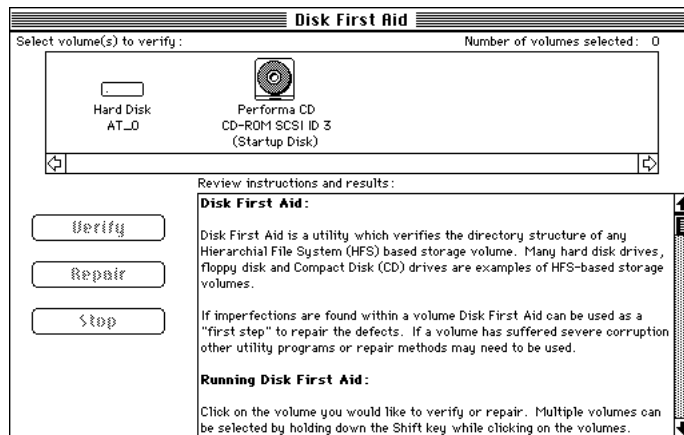 Disk First Aid
Select volume(s) to verify:
Number of volumes selected: 0
Hard Disk
AT_0
Performa CD
CD-ROM SCSI ID 3
(Startup Disk)
Review instructions and results:
Verify
Repair
Stop
Disk First Aid:
Disk First Aid is a utility which verifies the directory structure of any
Hierarchial File System (HFS) based storage volume. Many hard disk drives,
floppy disk and Compact Disk (CD) drives are examples of HFS-based storage
volumes.
If imperfections are found within a volume Disk First Aid can be used as a
"first step" to repair the defects. If a volume has suffered severe corruption
other utility programs or repair methods may need to be used.
Running Disk First Aid:
Click on the volume you would like to verify or repair. Multiple volumes can
be selected by holding down the Shift key while clicking on the volumes.